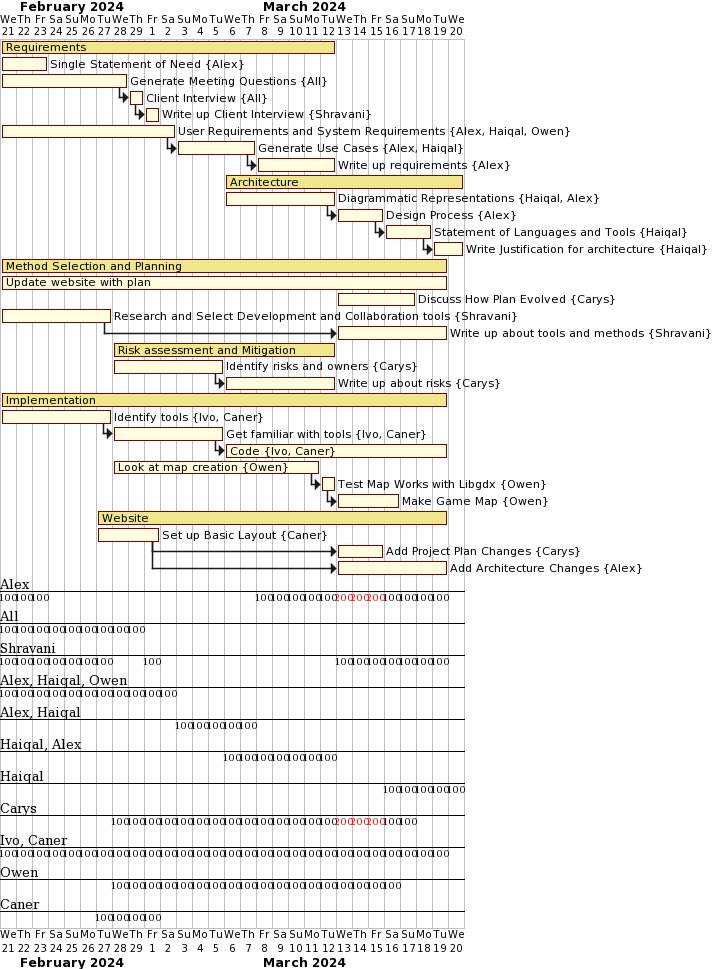 February 2024 March 2024
We Th Fr Sa Su Mo Tu We Th Fr Sa Su Mo Tu We Th Fr Sa Su Mo Tu We Th Fr Sa Su Mo Tu We
21 22 23 24 25 26 27 28 29 1 2 3 4 5 6 7 8 9 10 11 12 13 14 15 16 17 18 19 20
Requirements
Single Statement of Need {Alex}
Generate Meeting Questions {All}
Client Interview {All}
Write up Client Interview {Shravani}
User Requirements and System Requirements {Alex, Haiqal, Owen}
Generate Use Cases {Alex, Haiqal}
Write up requirements {Alex}
Architecture
Diagrammatic Representations {Haiqal, Alex}
Design Process {Alex}
Statement of Languages and Tools {Haiqal}
Write Justification for architecture {Haiqal}
Method Selection and Planning
Update website with plan
Discuss How Plan Evolved {Carys}
Research and Select Development and Collaboration tools {Shravani}
Write up about tools and methods {Shravani}
Risk assessment and Mitigation
Identify risks and owners {Carys}
Write up about risks {Carys}
Implementation
Identify tools {Ivo, Caner}
Get familiar with tools {Ivo, Caner}
Code {Ivo, Caner}
Look at map creation {Owen}
Test Map Works with Libgdx {Owen}
Make Game Map {Owen}
Website
Set up Basic Layout {Caner}
Add Project Plan Changes {Carys}
Add Architecture Changes {Alex}
Alex
100 100 100 100 100 100 100 100 200 200 200 100 100 100 100
All
100 100 100 100 100 100 100 100 100
Shravani
100 100 100 100 100 100 100 100 100 100 100 100 100 100 100
Alex, Haiqal, Owen
100 100 100 100 100 100 100 100 100 100 100
Alex, Haiqal
100 100 100 100 100
Haiqal, Alex
100 100 100 100 100 100 100
Haiqal
100 100 100 100 100
Carys
100 100 100 100 100 100 100 100 100 100 100 100 100 100 200 200 200 100 100
Ivo, Caner
100 100 100 100 100 100 100 100 100 100 100 100 100 100 100 100 100 100 100 100 100 100 100 100 100 100 100 100
Owen
100 100 100 100 100 100 100 100 100 100 100 100 100 100 100 100 100 100
Caner
100 100 100 100
We Th Fr Sa Su Mo Tu We Th Fr Sa Su Mo Tu We Th Fr Sa Su Mo Tu We Th Fr Sa Su Mo Tu We
21 22 23 24 25 26 27 28 29 1 2 3 4 5 6 7 8 9 10 11 12 13 14 15 16 17 18 19 20
February 2024 March 2024